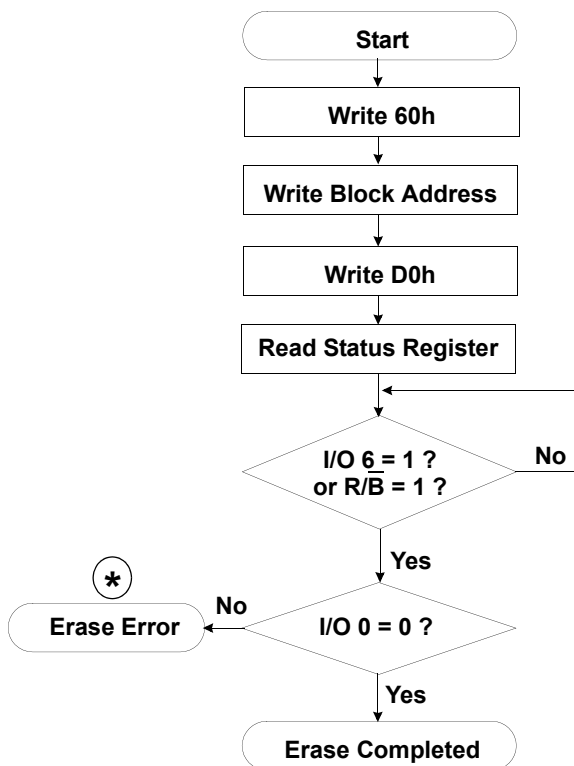 Start
Write 60h
Write Block Address
Write D0h
Read Status Register
I/O 6 = 1 ?
or R/B̅ = 1 ?
No
Yes
*
No
Erase Error
I/O 0 = 0 ?
Yes
Erase Completed